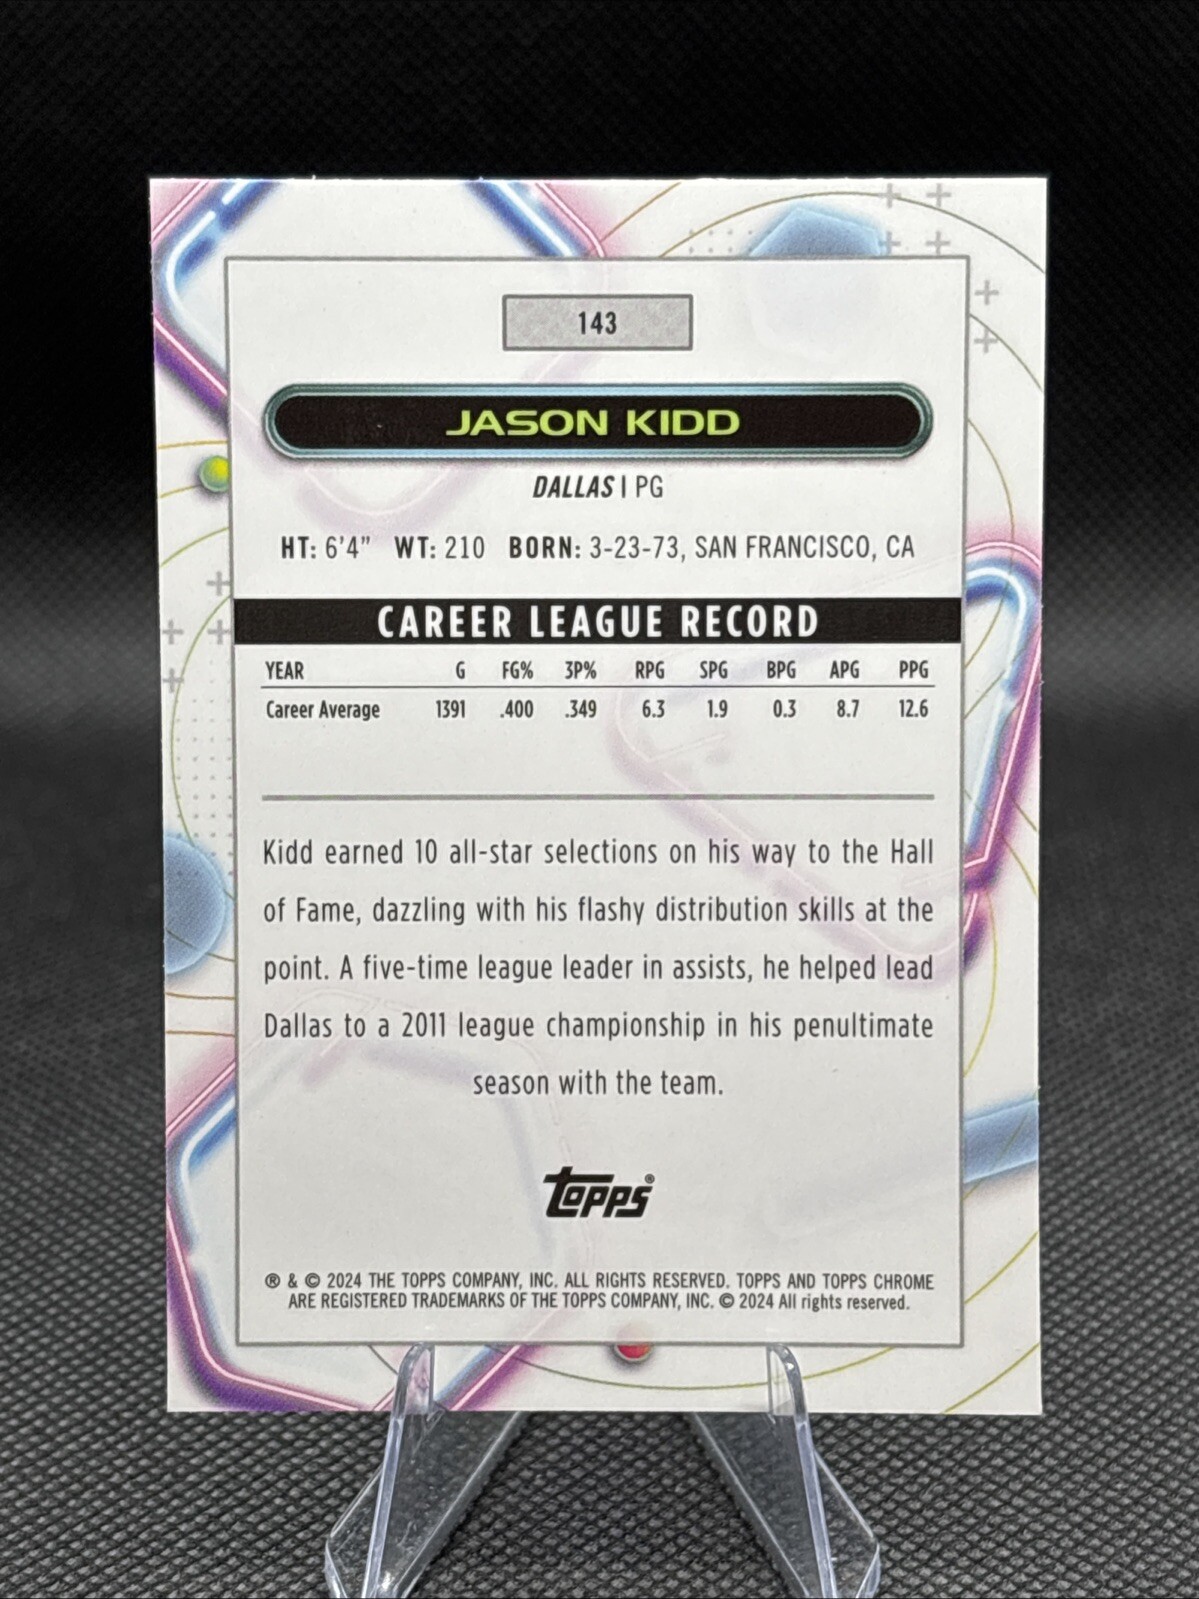 143
JASON KIDD
DALLAS | PG
HT: 6'4" WT: 210 BORN: 3-23-73, SAN FRANCISCO, CA
CAREER LEAGUE RECORD
YEAR G FG% 3P% RPG SPG BPG APG PPG
Career Average 1391 .400 .349 6.3 1.9 0.3 8.7 12.6
Kidd earned 10 all-star selections on his way to the Hall
of Fame, dazzling with his flashy distribution skills at the
point. A five-time league leader in assists, he helped lead
Dallas to a 2011 league championship in his penultimate
season with the team.
TOPPS®
® & © 2024 THE TOPPS COMPANY, INC. ALL RIGHTS RESERVED. TOPPS AND TOPPS CHROME
ARE REGISTERED TRADEMARKS OF THE TOPPS COMPANY, INC. © 2024 All rights reserved.